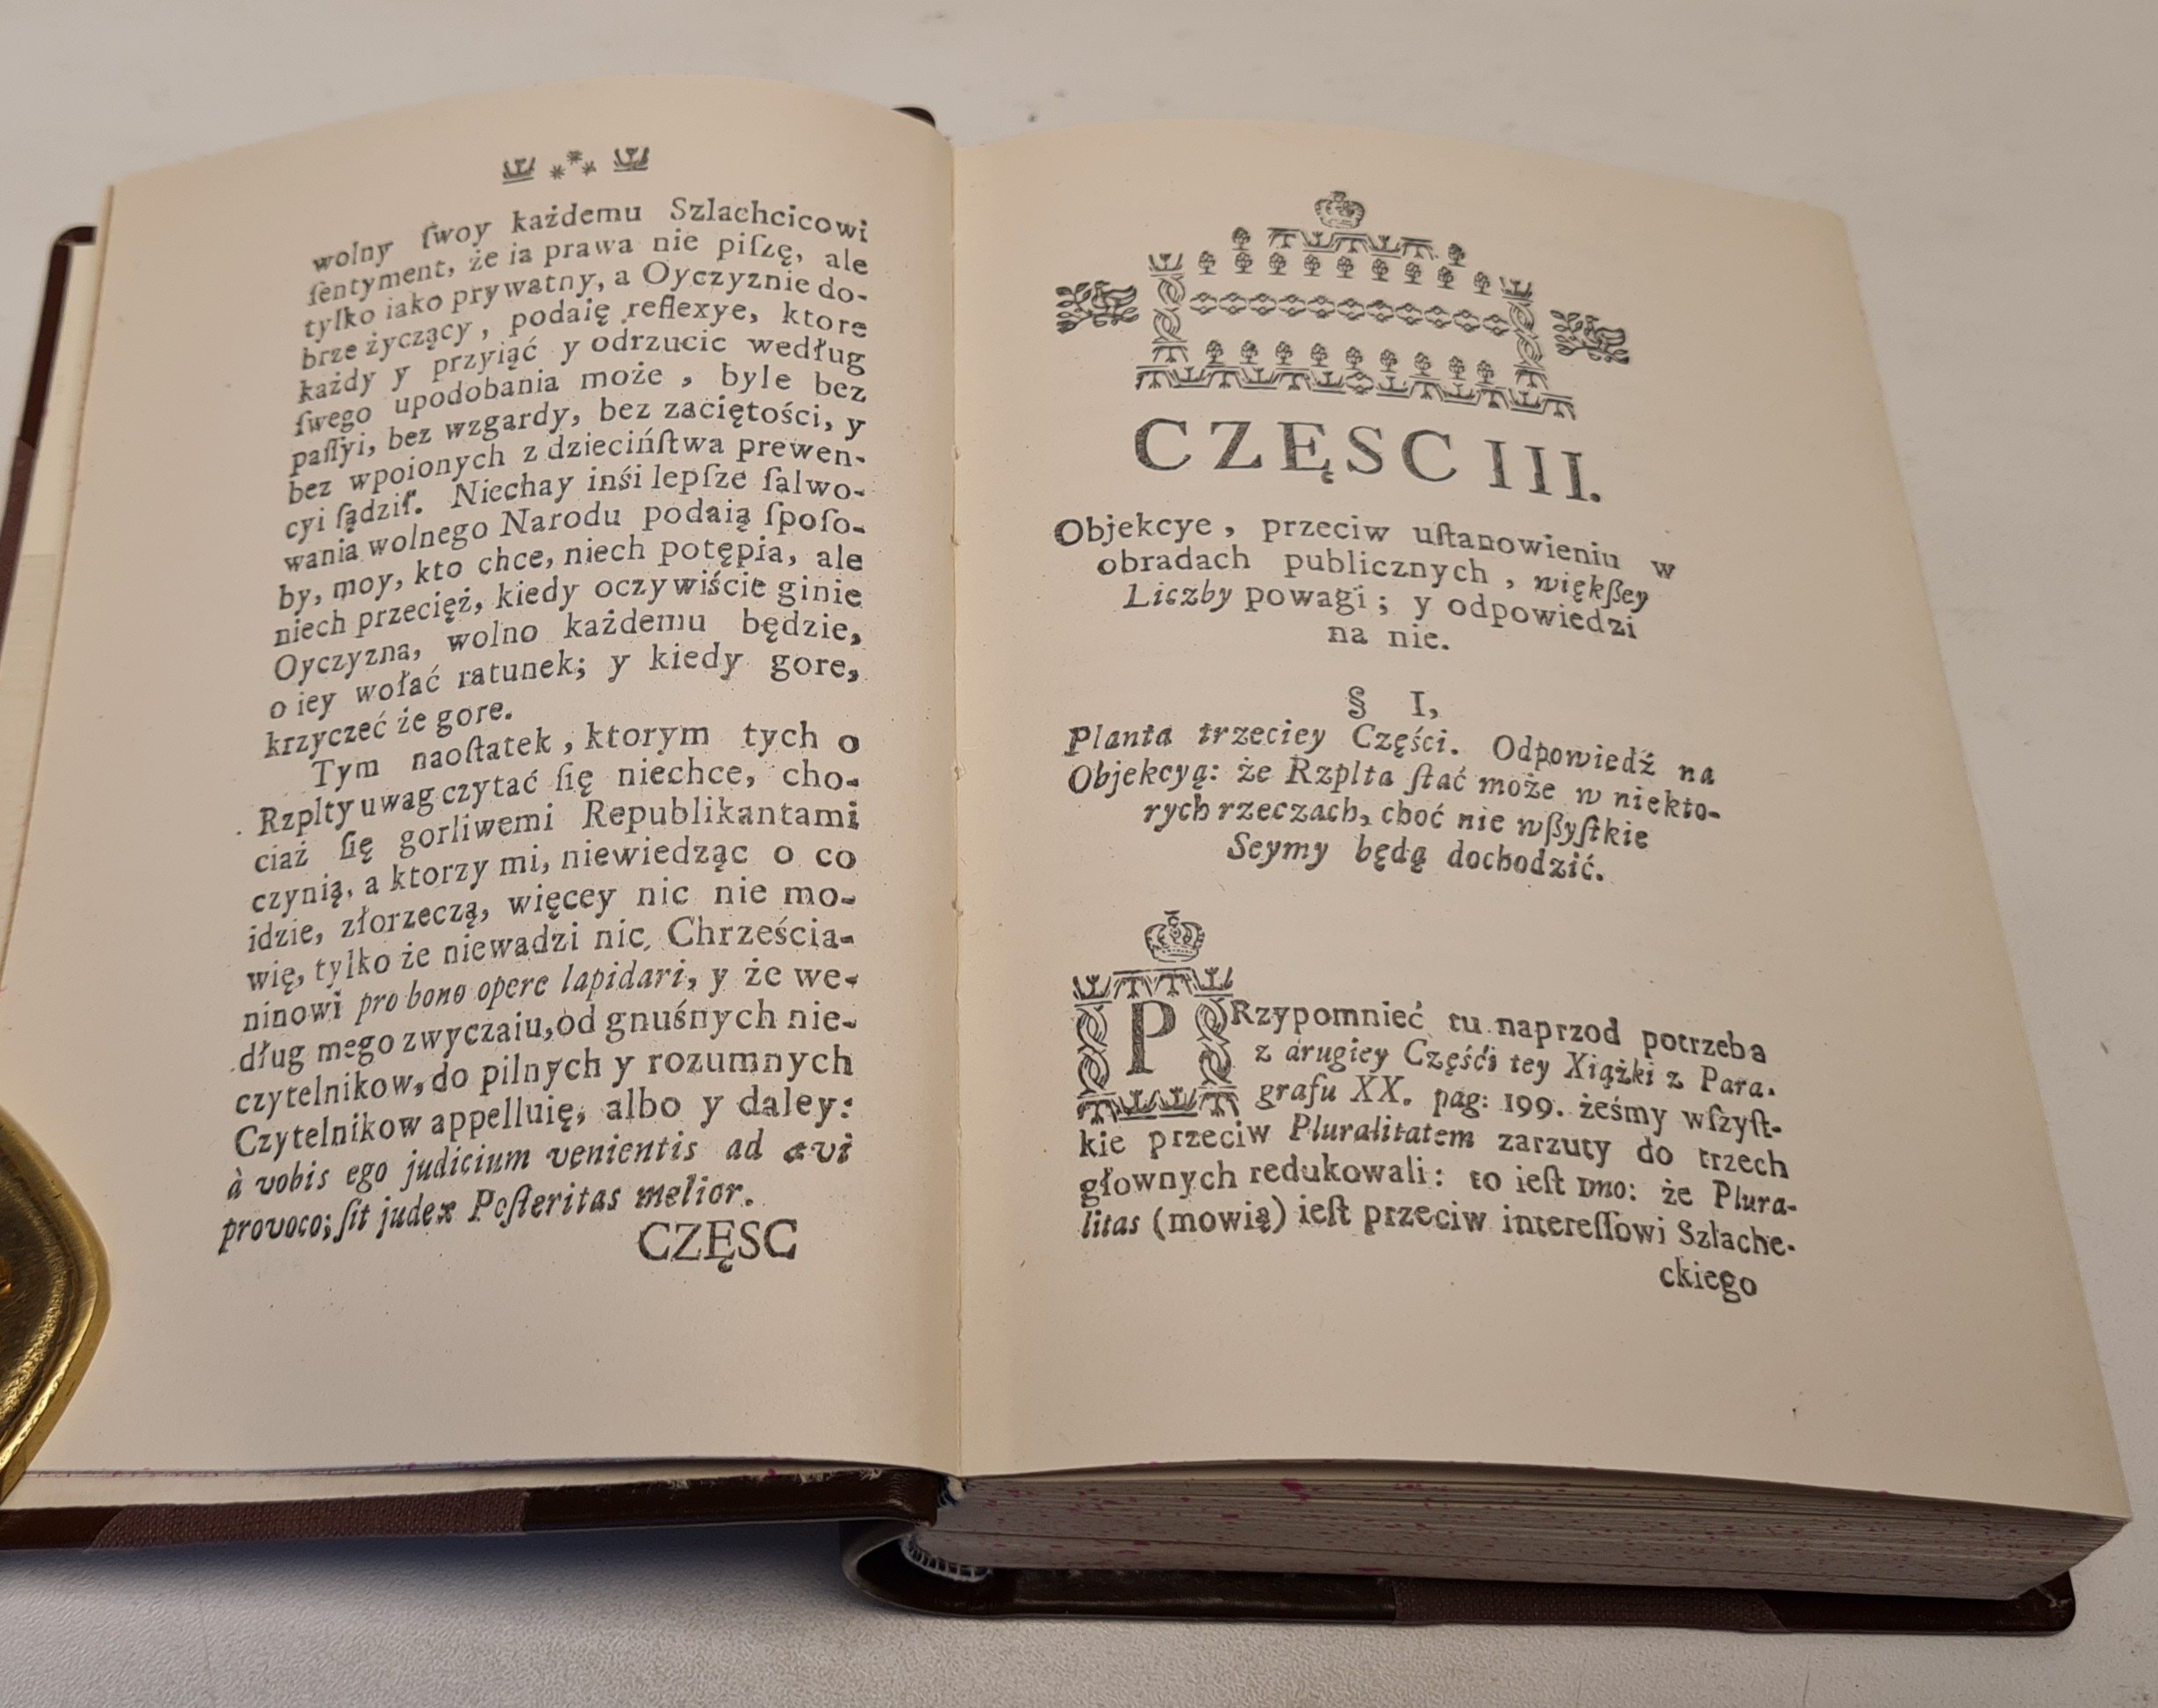 wolny ſwoy każdemu Szlachcicowi
ſentyment, że ia prawa nie piſzę, ale
tylko iako prywatny, a Oyczyznie do-
brze życzący, podaię reflexye, ktore
każdy y przyiąć y odrzucic według
ſwego upodobania może, byle bez
paſſyi, bez wzgardy, bez zaciętości, y
bez wpoionych z dziecińſtwa prewen-
cyi ſądził. Niechay inśi lepſze ſalwo-
wania wolnego Narodu podaią ſpoſo-
by, moy, kto chce, niech potępia, ale
niech przecięż, kiedy oczywiście ginie
Oyczyzna, wolno każdemu będzie,
o iey wołać ratunek; y kiedy gore,
krzyczeć że gore.
Tym naoſtatek, ktorym tych o
Rzplty uwag czytać ſię niechce, cho-
ciaż ſię gorliwemi Republikantami
czynią, a ktorzy mi, niewiedząc o co
idzie, złorzeczą, więcey nic nie mo-
wię, tylko że niewadzi nic Chrześcia-
ninowi pro bono opere lapidari, y że we-
dług mego zwyczaiu, od gnuśnych nie-
czytelnikow, do pilnych y rozumnych
Czytelnikow appelluię, albo y daley:
à vobis ego judicium venientis ad ævi
provoco; ſit judex Poſteritas melior.
CZĘSC
CZĘSC III.
Objekcye, przeciw uſtanowieniu w
obradach publicznych, więkſzey
Liczby powagi; y odpowiedzi
na nie.
§ I,
Planta trzeciey Części. Odpowiedź na
Objekcyą: że Rzplta ſtać może w niekto-
rych rzeczach, choć nie wſzyſtkie
Seymy będą dochodzić.
PRzypomnieć tu naprzod potrzeba
z drugiey Częśći tey Xiążki z Para-
grafu XX. pag: 199. żeśmy wſzyſt-
kie przeciw Pluralitatem zarzuty do trzech
głownych redukowali: to ieſt 1mo: że Plura-
litas (mowią) ieſt przeciw intereſſowi Szlache-
ckiego